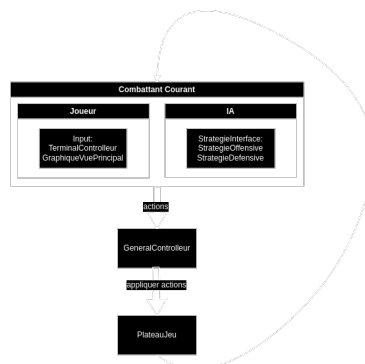 Combattant Courant
Joueur
IA
Input:
TerminalControlleur
GraphiqueVuePrincipal
StrategieInterface:
StrategieOffensive
StrategieDefensive
actions
GeneralControlleur
appliquer actions
PlateauJeu